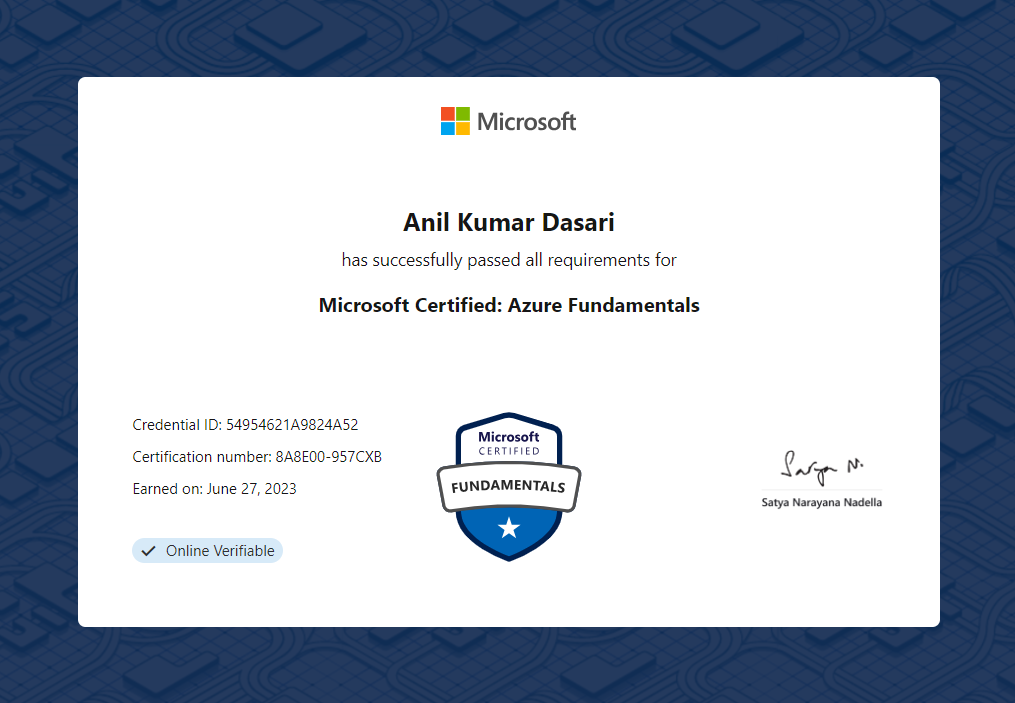 Microsoft
Anil Kumar Dasari
has successfully passed all requirements for
Microsoft Certified: Azure Fundamentals
Credential ID: 54954621A9824A52
Certification number: 8A8E00-957CXB
Earned on: June 27, 2023
Online Verifiable
Microsoft
CERTIFIED
FUNDAMENTALS
Satya N.
Satya Narayana Nadella